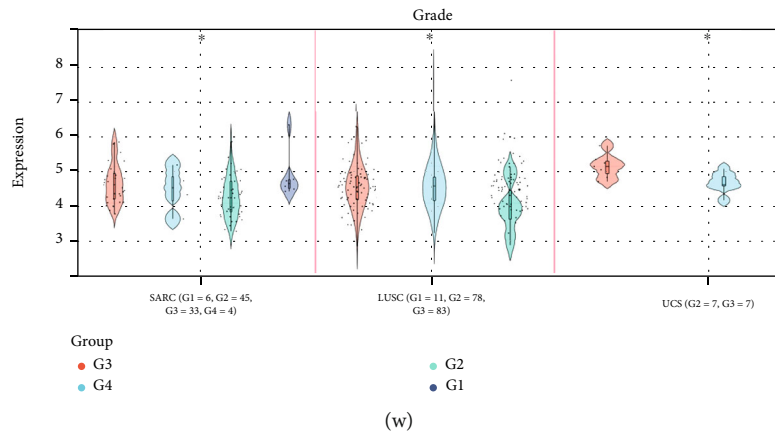 Grade
*
*
*
8
7
6
5
4
3
Expression
SARC (G1 = 6, G2 = 45,
G3 = 33, G4 = 4)
LUSC (G1 = 11, G2 = 78,
G3 = 83)
UCS (G2 = 7, G3 = 7)
Group
G3
G2
G4
G1
(w)